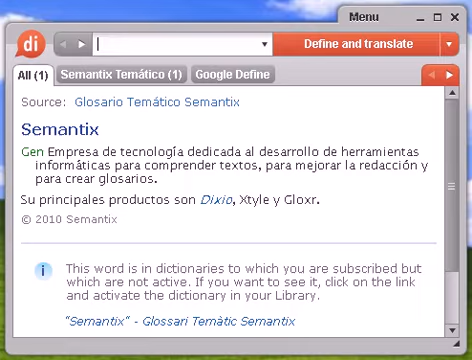 Menu
di
Define and translate
All (1)
Semantix Temático (1)
Google Define
Source: Glosario Temático Semantix
Semantix
Gen Empresa de tecnología dedicada al desarrollo de herramientas
informáticas para comprender textos, para mejorar la redacción y
para crear glosarios.
Su principales productos son Dixio, Xtyle y Gloxr.
© 2010 Semantix
i
This word is in dictionaries to which you are subscribed but
which are not active. If you want to see it, click on the link
and activate the dictionary in your Library.
"Semantix" - Glossari Temàtic Semantix